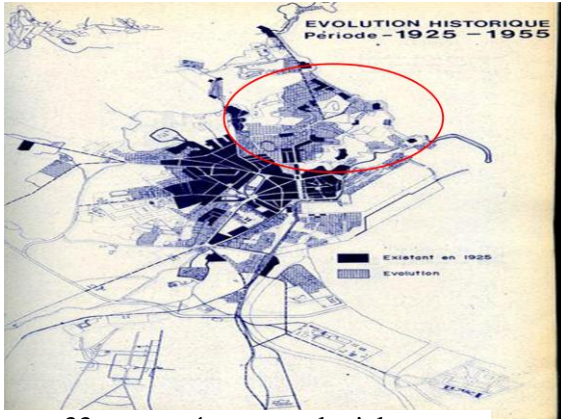 EVOLUTION HISTORIQUE
Période - 1925 - 1955
Existant en 1925
Evolution